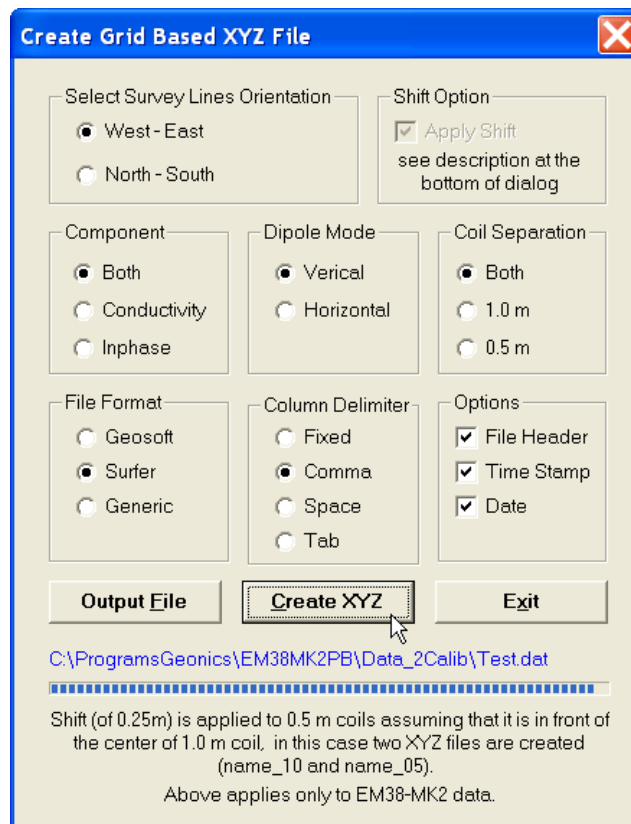 Create Grid Based XYZ File
Select Survey Lines Orientation
West - East
North - South
Shift Option
Apply Shift
see description at the
bottom of dialog
Component
Both
Conductivity
Inphase
Dipole Mode
Verical
Horizontal
Coil Separation
Both
1.0 m
0.5 m
File Format
Geosoft
Surfer
Generic
Column Delimiter
Fixed
Comma
Space
Tab
Options
File Header
Time Stamp
Date
Output File
Create XYZ
Exit
C:\ProgramsGeonics\EM38MK2PB\Data_2Calib\Test.dat
Shift (of 0.25m) is applied to 0.5 m coils assuming that it is in front of
the center of 1.0 m coil, in this case two XYZ files are created
(name_10 and name_05).
Above applies only to EM38-MK2 data.